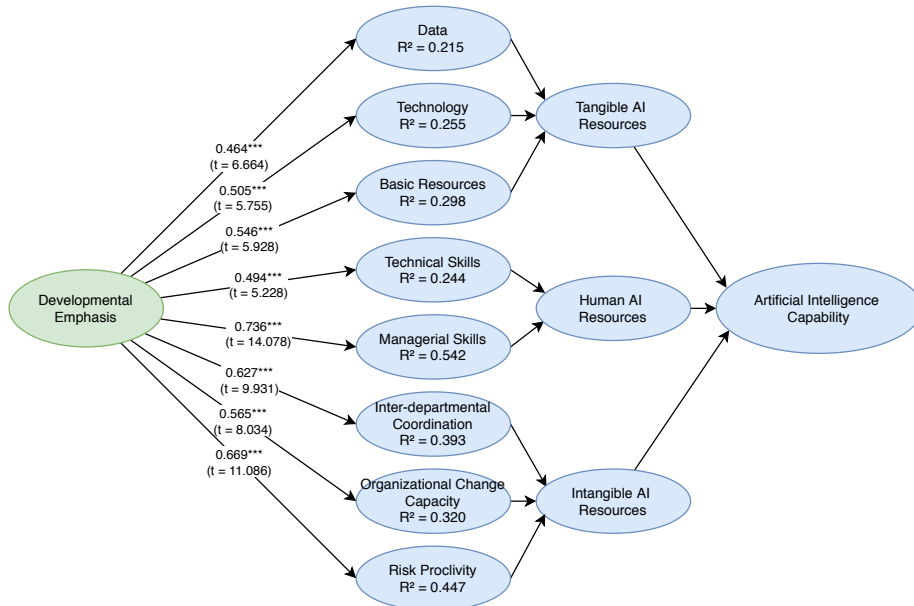 Data
R² = 0.215
Technology
R² = 0.255
Tangible AI
Resources
0.464***
(t = 6.664)
0.505***
(t = 5.755)
Basic Resources
R² = 0.298
0.546***
(t = 5.928)
Technical Skills
R² = 0.244
0.494***
(t = 5.228)
Developmental
Emphasis
Human AI
Resources
Artificial Intelligence
Capability
0.736***
(t = 14.078)
Managerial Skills
R² = 0.542
0.627***
(t = 9.931)
Inter-departmental
Coordination
R² = 0.393
0.565***
(t = 8.034)
0.669***
(t = 11.086)
Organizational Change
Capacity
R² = 0.320
Intangible AI
Resources
Risk Proclivity
R² = 0.447